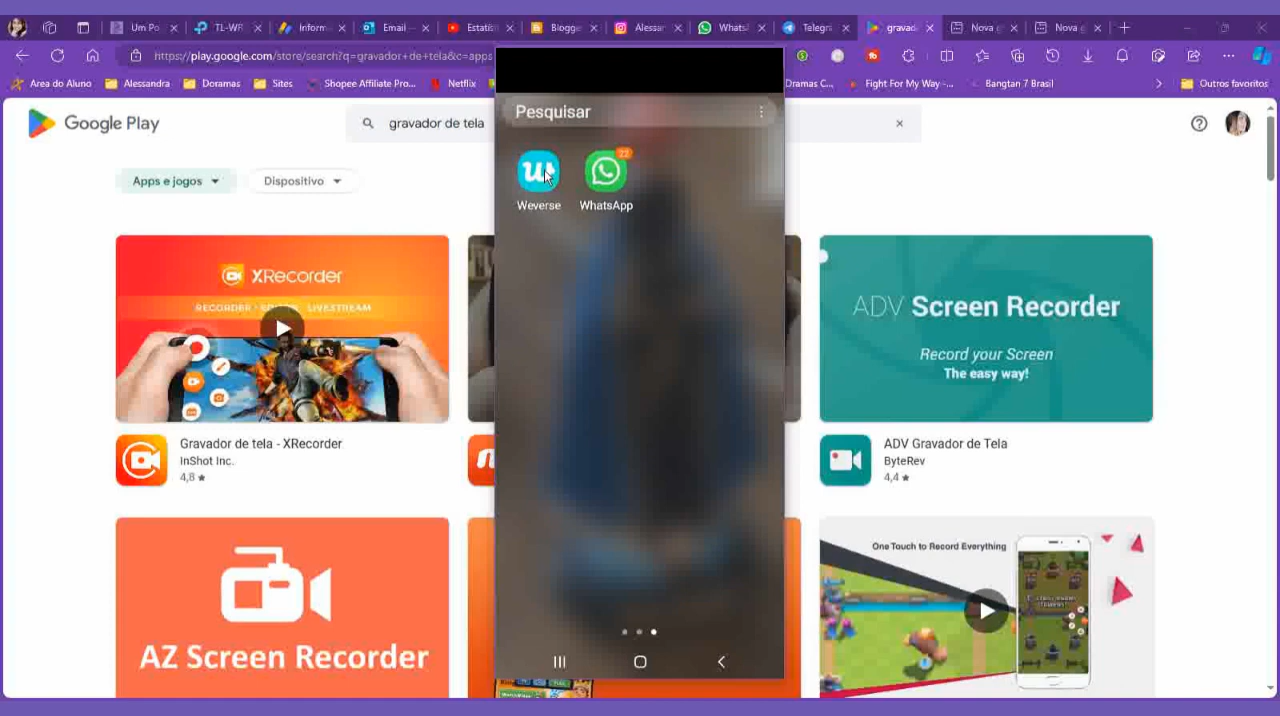 Um Po
TL-WR
Inform
Email
Estatís
Blogge
Alessar
Whats
Telegra
gravad
Nova g
Nova g
https://play.google.com/store/search?q=gravador+de+tela&c=apps
Área do Aluno
Alessandra
Doramas
Sites
Shopee Affiliate Pro...
Netflix
Dramas C...
Fight For My Way -...
Bangtan 7 Brasil
Outros favoritos
Google Play
gravador de tela
Pesquisar
Apps e jogos
Dispositivo
22
Weverse
WhatsApp
XRecorder
RECORDER · EDITOR · LIVESTREAM
ADV Screen Recorder
Record your Screen
The easy way!
Gravador de tela - XRecorder
InShot Inc.
4,8 ★
ADV Gravador de Tela
ByteRev
4,4 ★
AZ Screen Recorder
One Touch to Record Everything